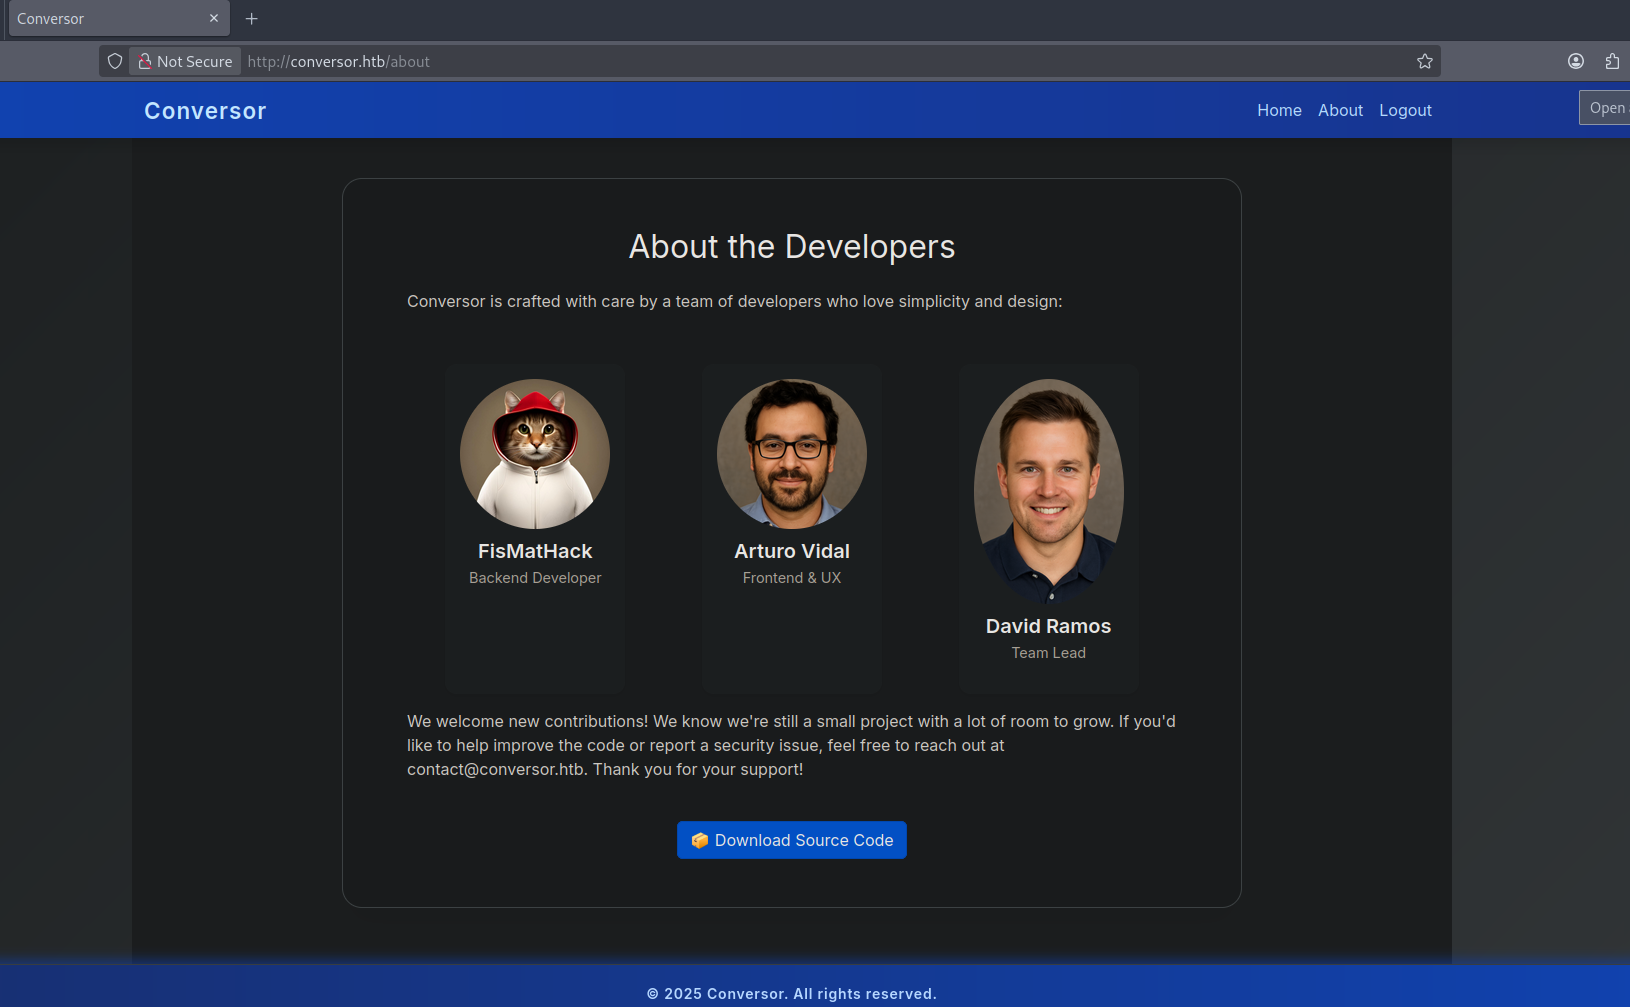 Conversor
Not Secure http://conversor.htb/about
Conversor
Home About Logout
Open
About the Developers
Conversor is crafted with care by a team of developers who love simplicity and design:
FisMatHack
Backend Developer
Arturo Vidal
Frontend & UX
David Ramos
Team Lead
We welcome new contributions! We know we're still a small project with a lot of room to grow. If you'd
like to help improve the code or report a security issue, feel free to reach out at
contact@conversor.htb. Thank you for your support!
📦 Download Source Code
© 2025 Conversor. All rights reserved.